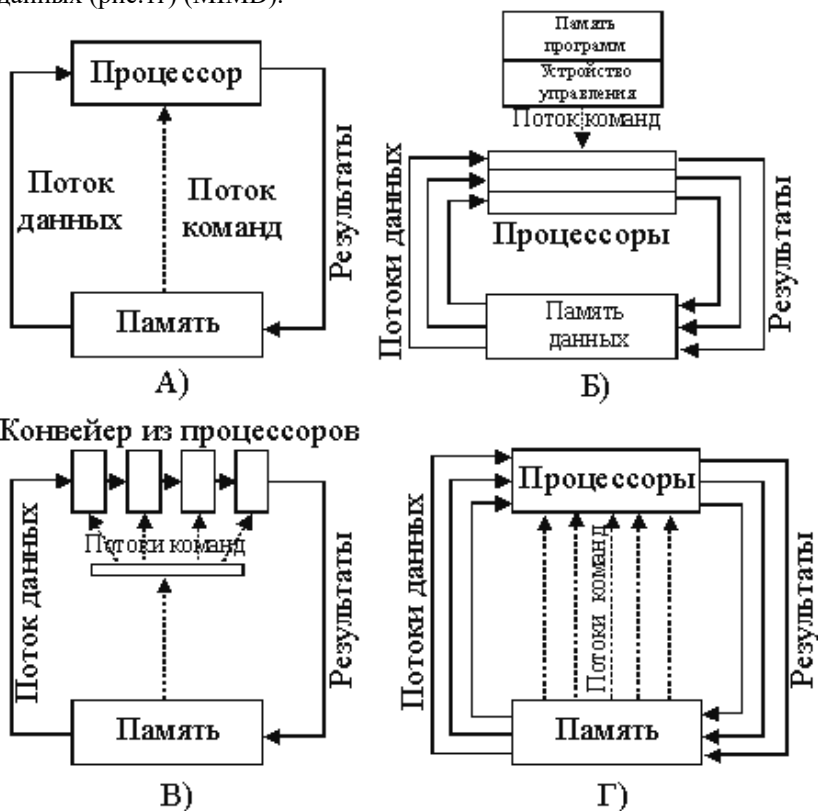 данных (рис.1г) (MIMD).
Процессор
Поток
данных
Поток
команд
Результаты
Память
А)
Память
программ
Устройство
управления
Поток команд
Потоки данных
Процессоры
Результаты
Память
данных
Б)
Конвейер из процессоров
Поток данных
Потоки команд
Результаты
Память
В)
Процессоры
Потоки данных
Потоки команд
Результаты
Память
Г)